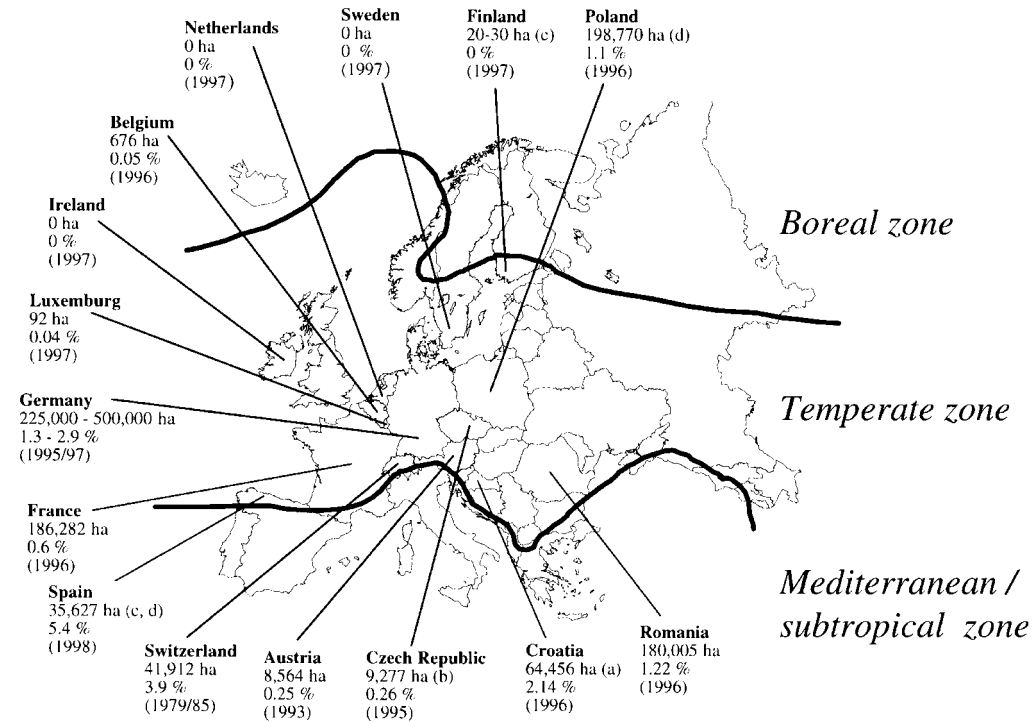 Netherlands
0 ha
0 %
(1997)
Sweden
0 ha
0 %
(1997)
Finland
20-30 ha (c)
0 %
(1997)
Poland
198,770 ha (d)
1.1 %
(1996)
Belgium
676 ha
0.05 %
(1996)
Ireland
0 ha
0 %
(1997)
Luxemburg
92 ha
0.04 %
(1997)
Germany
225,000 - 500,000 ha
1.3 - 2.9 %
(1995/97)
France
186,282 ha
0.6 %
(1996)
Spain
35,627 ha (c, d)
5.4 %
(1998)
Switzerland
41,912 ha
3.9 %
(1979/85)
Austria
8,564 ha
0.25 %
(1993)
Czech Republic
9,277 ha (b)
0.26 %
(1995)
Croatia
64,456 ha (a)
2.14 %
(1996)
Romania
180,005 ha
1.22 %
(1996)
Boreal zone
Temperate zone
Mediterranean /
subtropical zone